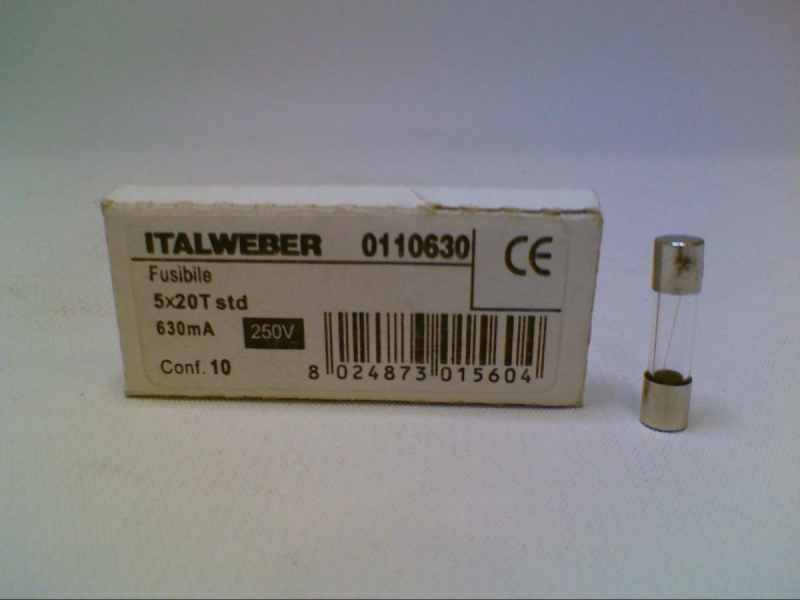 ITALWEBER 0110630 CE
Fusibile
5x20T std
630mA 250V
Conf. 10
8 024873 015604